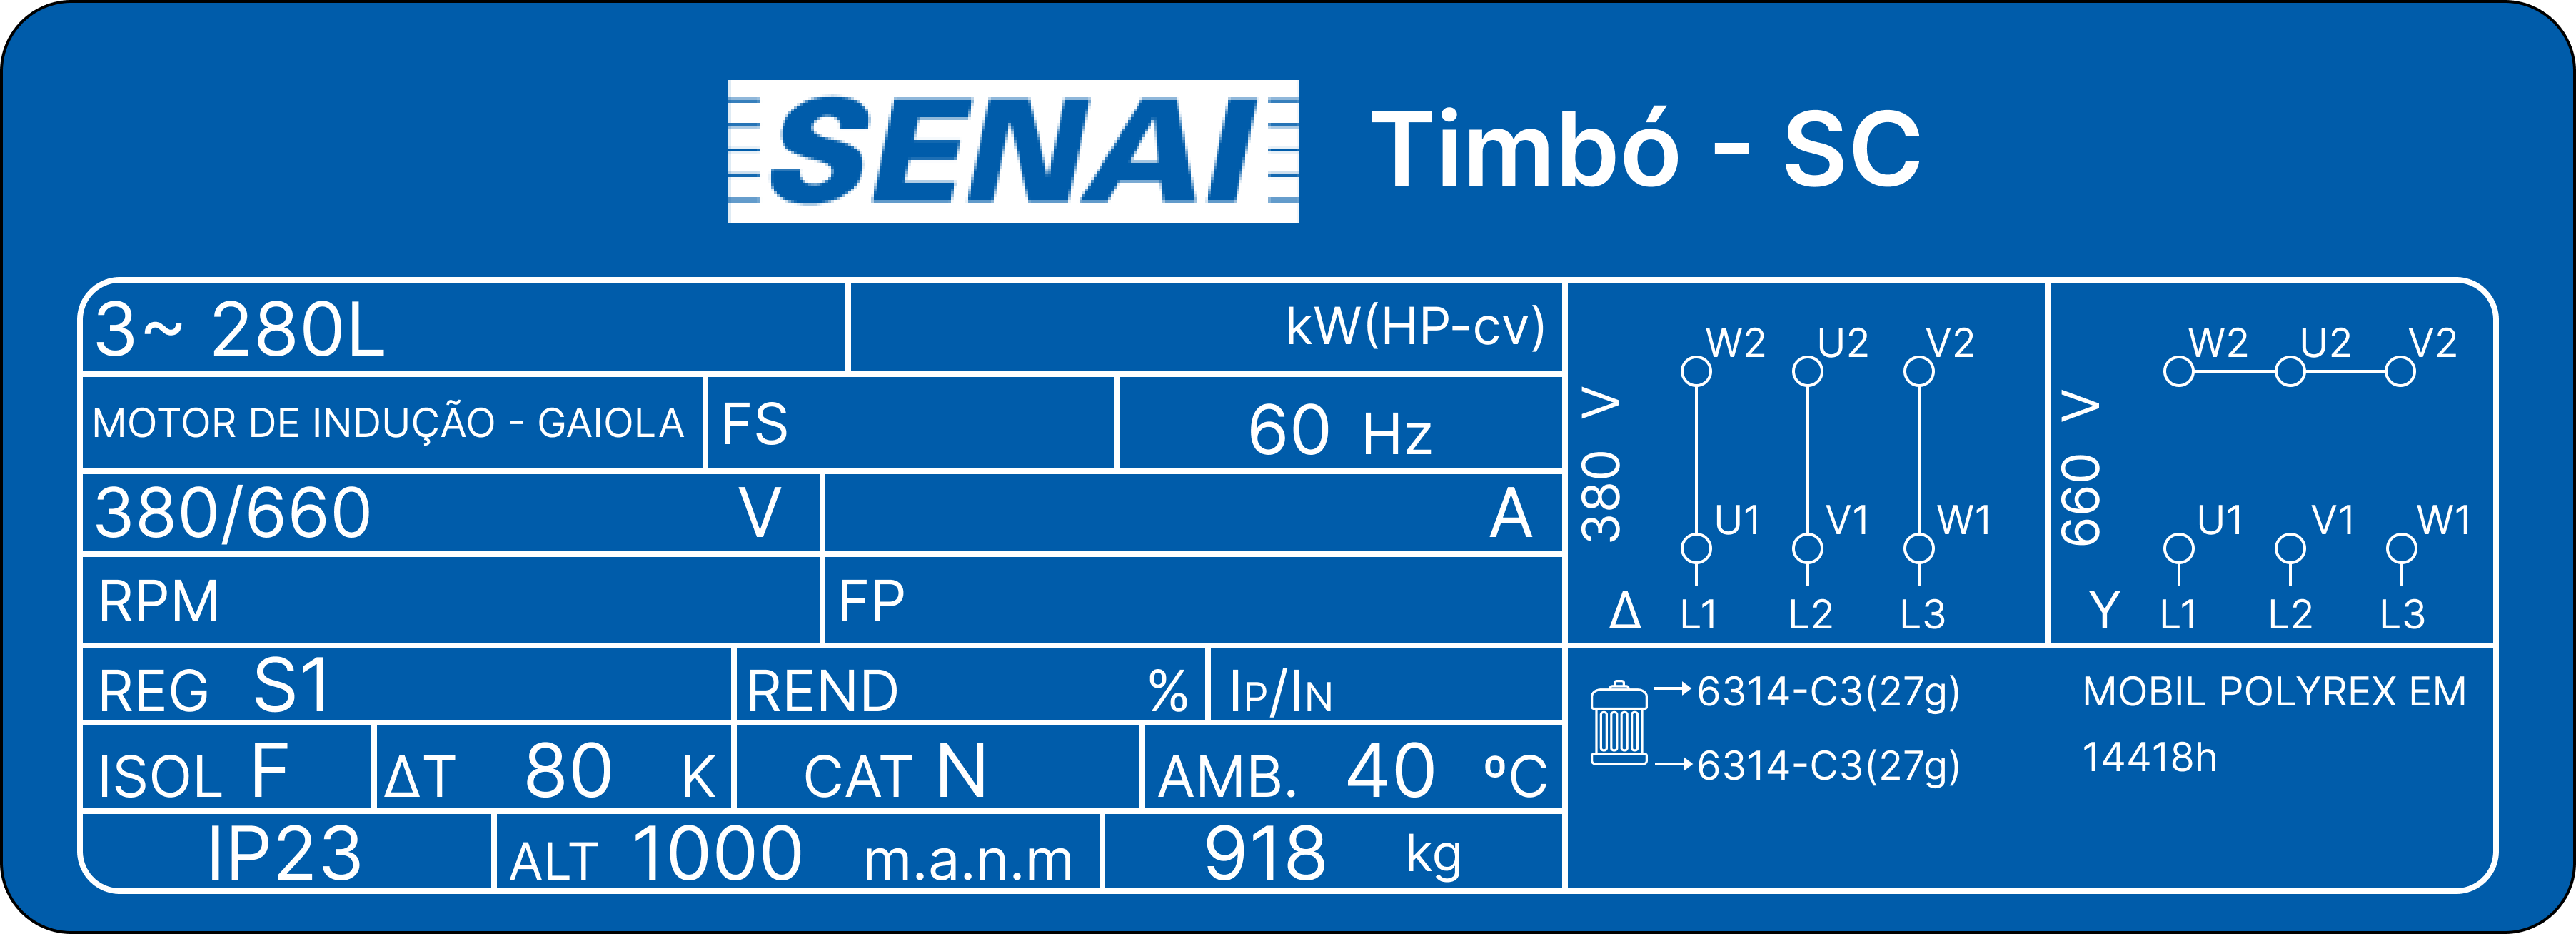 SENAI Timbó - SC
3~ 280L kW(HP-cv)
MOTOR DE INDUÇÃO - GAIOLA FS 60 Hz
380/660 V A
RPM FP
REG S1 REND % IP/IN
ISOL F ΔT 80 K CAT N AMB. 40 ºC
IP23 ALT 1000 m.a.n.m 918 kg
380 V
W2 U2 V2
U1 V1 W1
Δ L1 L2 L3
660 V
W2 U2 V2
U1 V1 W1
Y L1 L2 L3
6314-C3(27g) MOBIL POLYREX EM
6314-C3(27g) 14418h